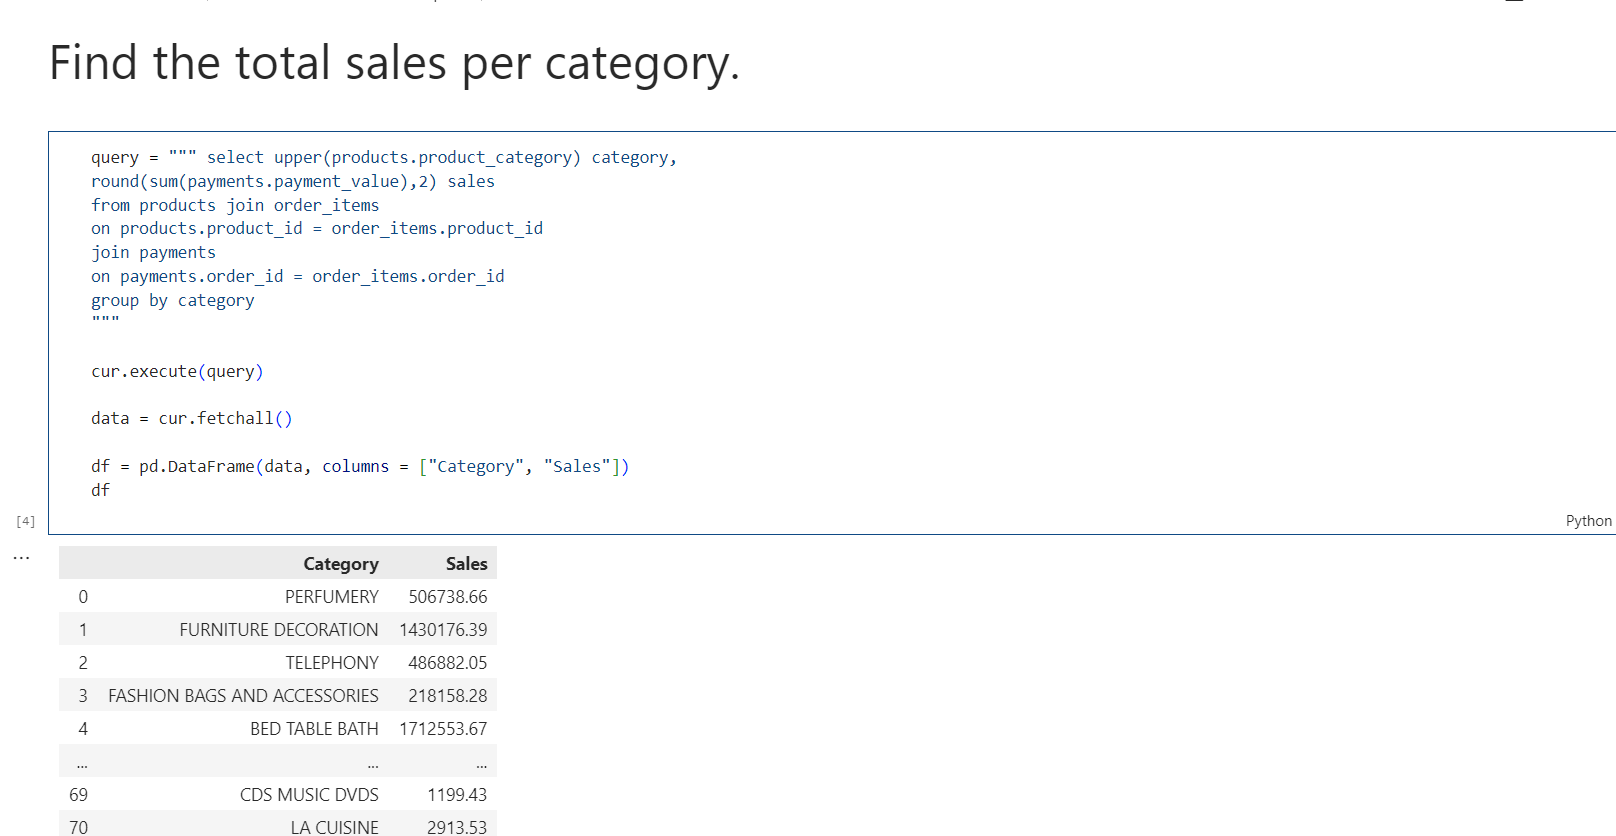 Find the total sales per category.
query = """ select upper(products.product_category) category,
round(sum(payments.payment_value),2) sales
from products join order_items
on products.product_id = order_items.product_id
join payments
on payments.order_id = order_items.order_id
group by category
"""
cur.execute(query)
data = cur.fetchall()
df = pd.DataFrame(data, columns = ["Category", "Sales"])
df
[4]
Python
...
Category Sales
0 PERFUMERY 506738.66
1 FURNITURE DECORATION 1430176.39
2 TELEPHONY 486882.05
3 FASHION BAGS AND ACCESSORIES 218158.28
4 BED TABLE BATH 1712553.67
... ... ...
69 CDS MUSIC DVDS 1199.43
70 LA CUISINE 2913.53